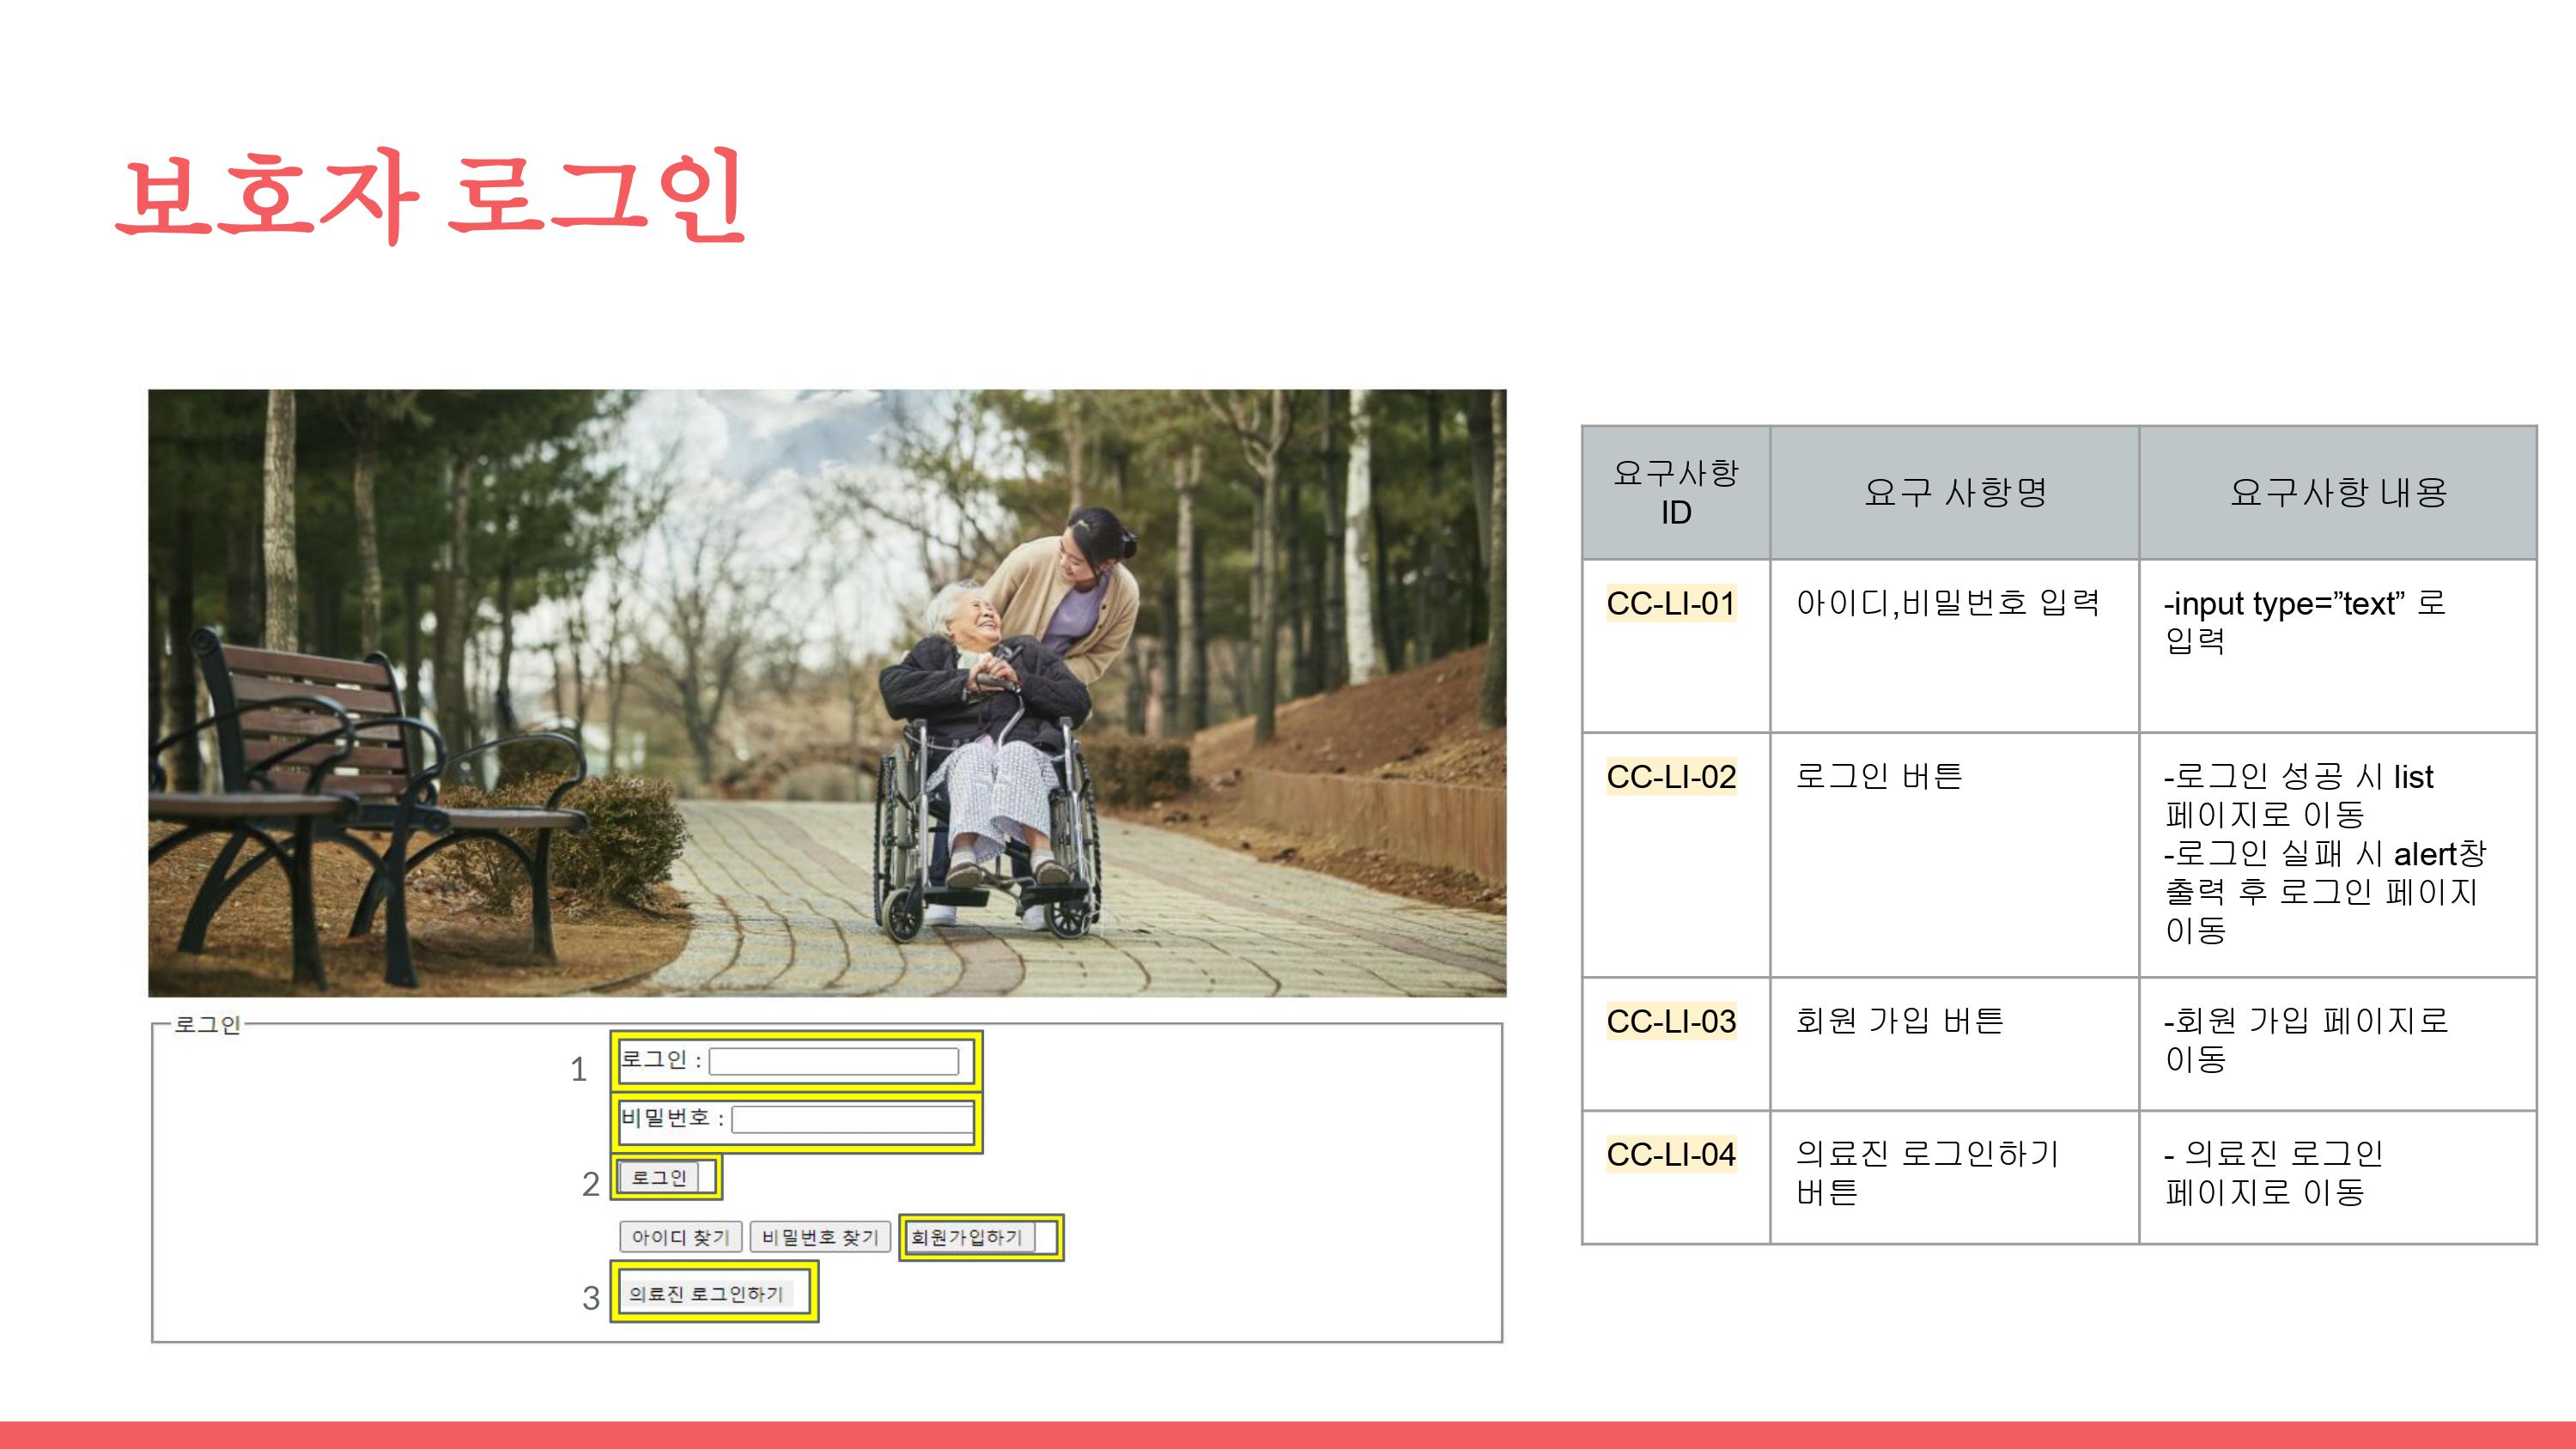 보호자 로그인
로그인
1
로그인 :
비밀번호 :
2
로그인
아이디 찾기 비밀번호 찾기 회원가입하기
3
의료진 로그인하기
요구사항
ID
요구 사항명
요구사항 내용
CC-LI-01
아이디,비밀번호 입력
-input type=”text” 로
입력
CC-LI-02
로그인 버튼
-로그인 성공 시 list
페이지로 이동
-로그인 실패 시 alert창
출력 후 로그인 페이지
이동
CC-LI-03
회원 가입 버튼
-회원 가입 페이지로
이동
CC-LI-04
의료진 로그인하기
버튼
- 의료진 로그인
페이지로 이동